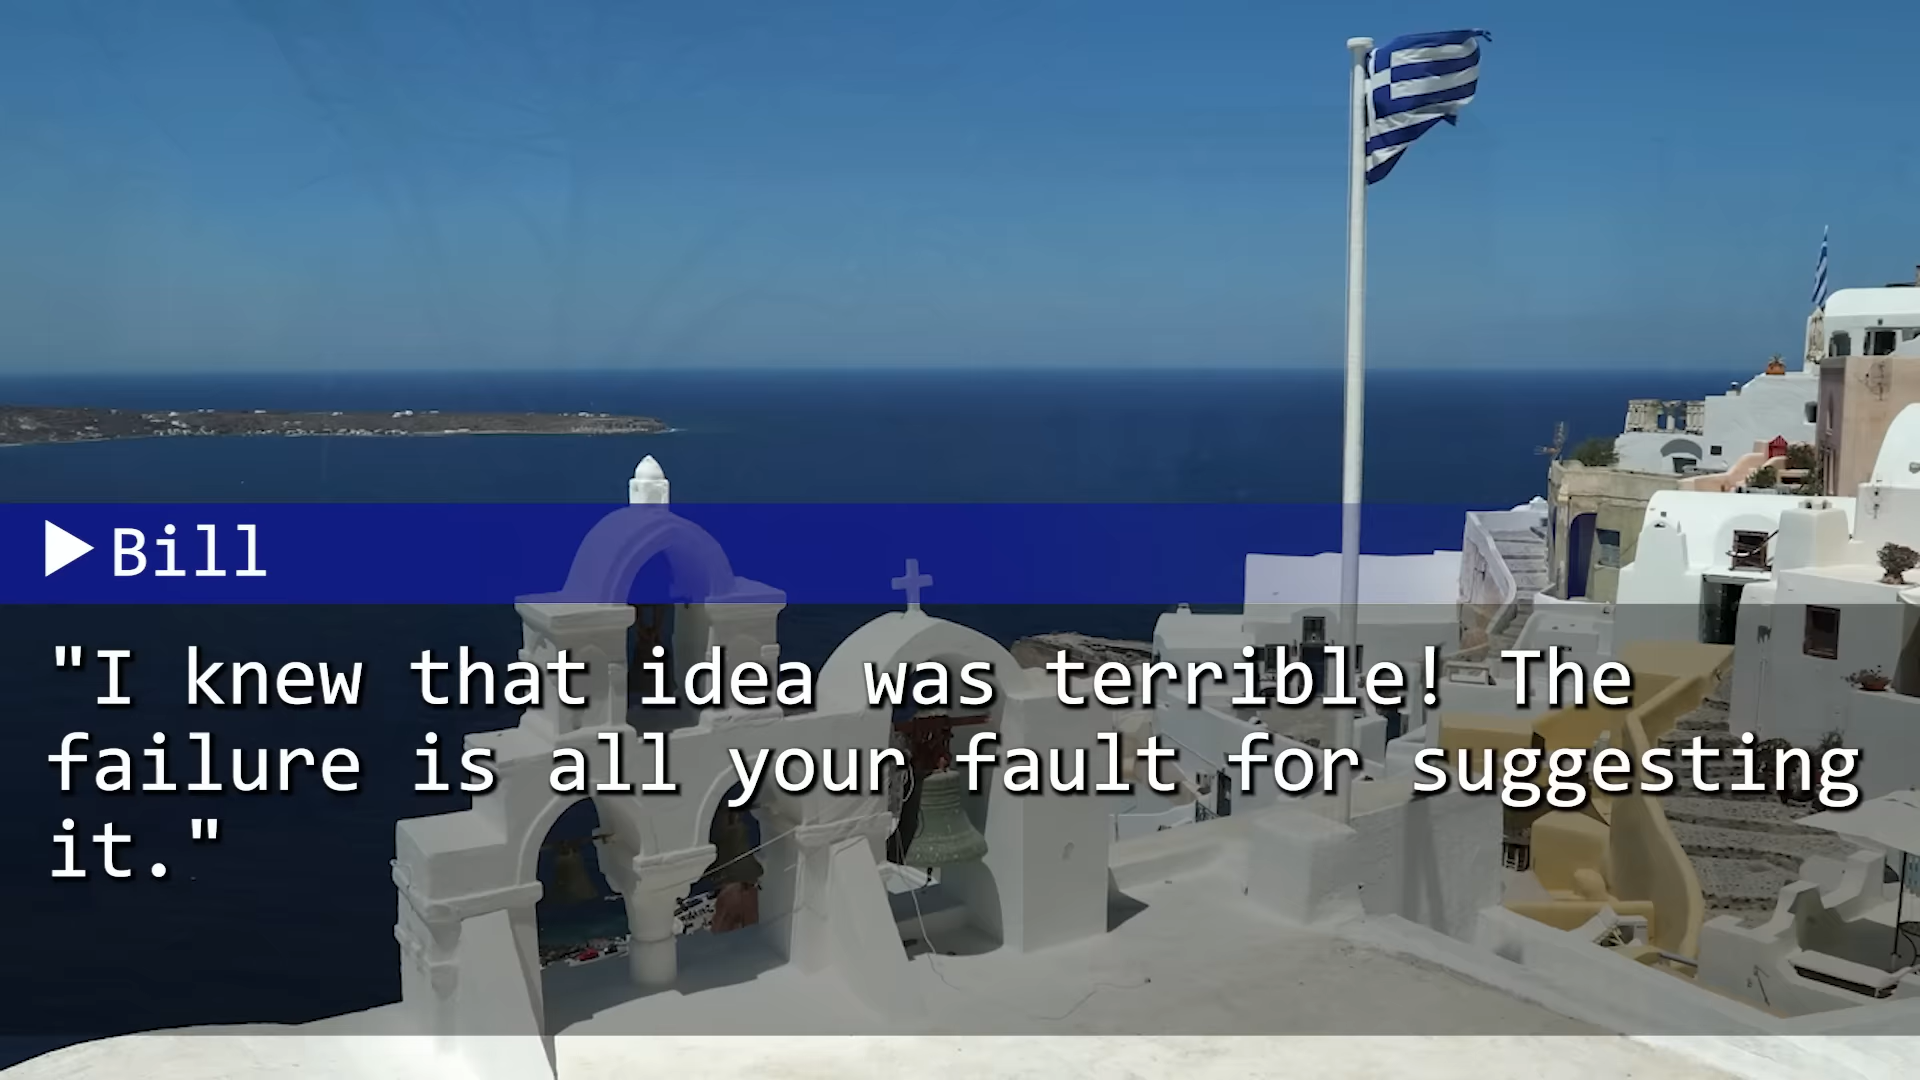 Bill
"I knew that idea was terrible! The
failure is all your fault for suggesting
it."